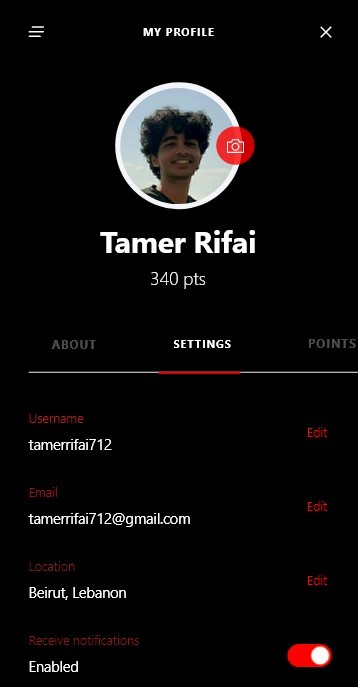 MY PROFILE
Tamer Rifai
340 pts
ABOUT SETTINGS POINTS
Username
tamerrifai712
Edit
Email
tamerrifai712@gmail.com
Edit
Location
Beirut, Lebanon
Edit
Receive notifications
Enabled